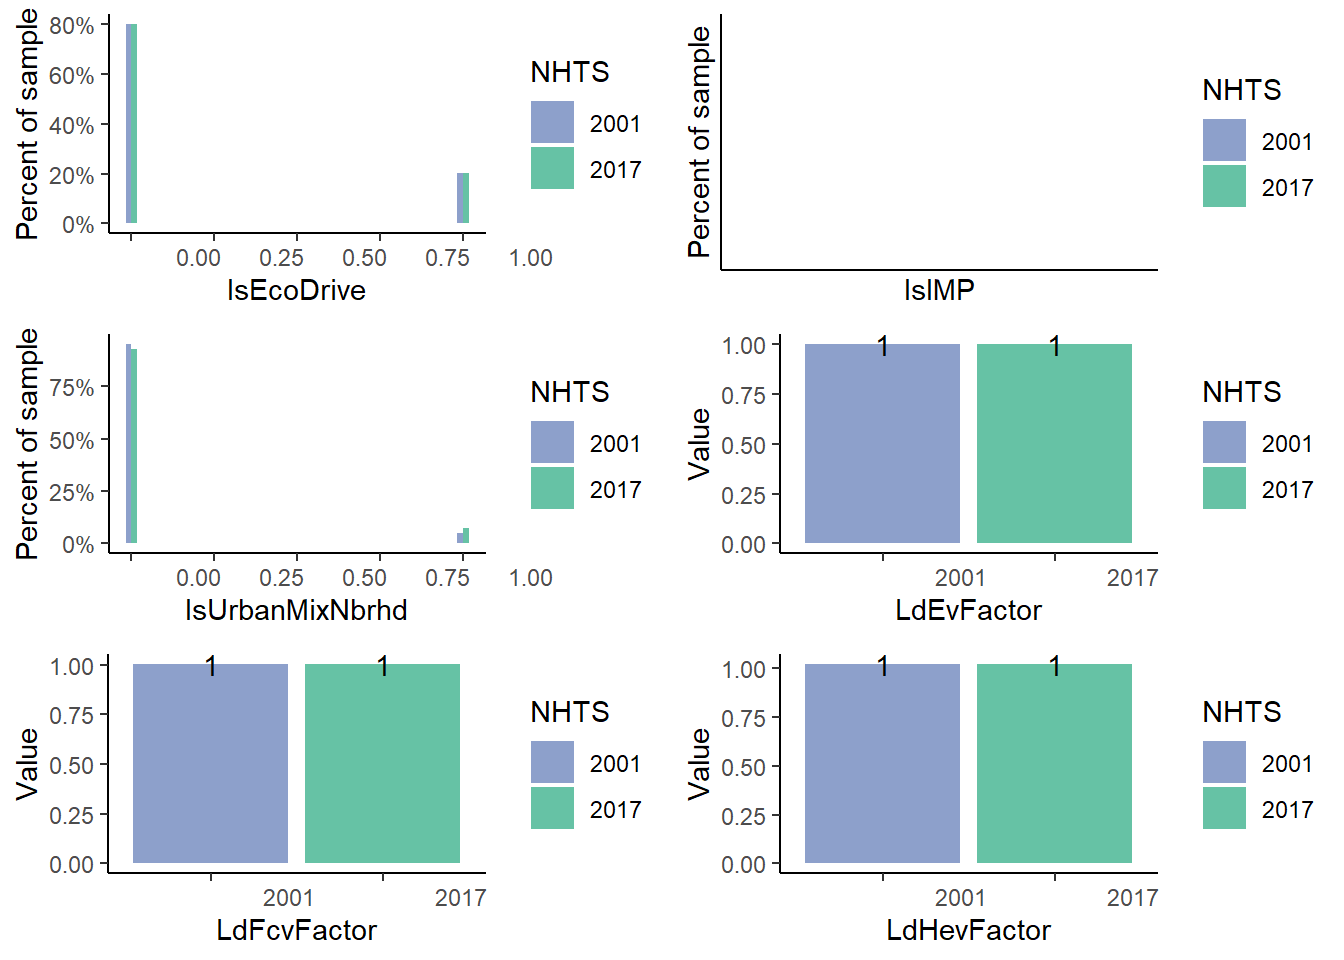 80%
60%
40%
20%
0%
Percent of sample
0.00 0.25 0.50 0.75 1.00
IsEcoDrive
NHTS
2001
2017
Percent of sample
IsIMP
NHTS
2001
2017
75%
50%
25%
0%
Percent of sample
0.00 0.25 0.50 0.75 1.00
IsUrbanMixNbrhd
NHTS
2001
2017
1.00
0.75
0.50
0.25
0.00
Value
1 1
2001 2017
LdEvFactor
NHTS
2001
2017
1.00
0.75
0.50
0.25
0.00
Value
1 1
2001 2017
LdFcvFactor
NHTS
2001
2017
1.00
0.75
0.50
0.25
0.00
Value
1 1
2001 2017
LdHevFactor
NHTS
2001
2017